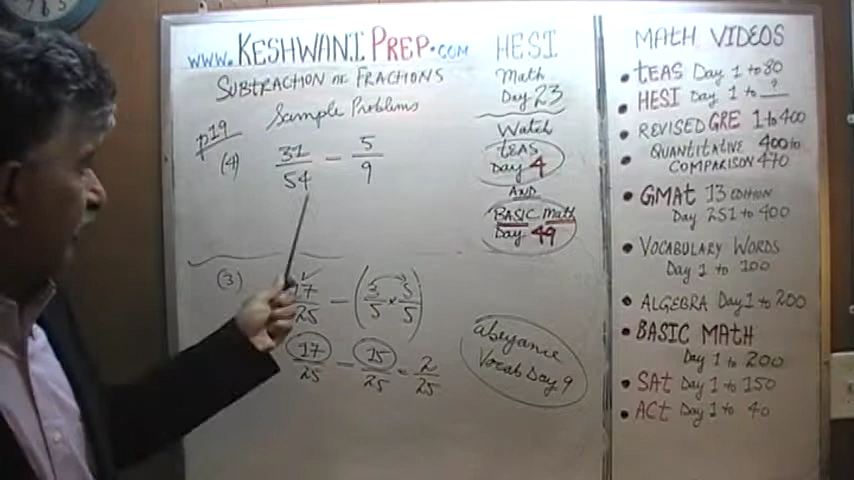 www.KESHWANIPREP.com
SUBTRACTION OF FRACTIONS
Sample Problems
p19
(4) 31/54 - 5/9
(3) 17/25 - (3/5 × 5/5)
17/25 - 15/25 = 2/25
HESI
Math
Day 23
Watch
TEAS
Day 4
AND
BASIC Math
Day 49
abeyance
Vocab Day 9
MATH VIDEOS
• TEAS Day 1 to 80
• HESI Day 1 to ?
• REVISED GRE 1 to 400
• QUANTITATIVE 400 to
COMPARISON 470
• GMAT 13 EDITION
Day 251 to 400
• VOCABULARY WORDS
Day 1 to 100
• ALGEBRA Day 1 to 200
• BASIC MATH
Day 1 to 200
• SAT Day 1 to 150
• ACT Day 1 to 40